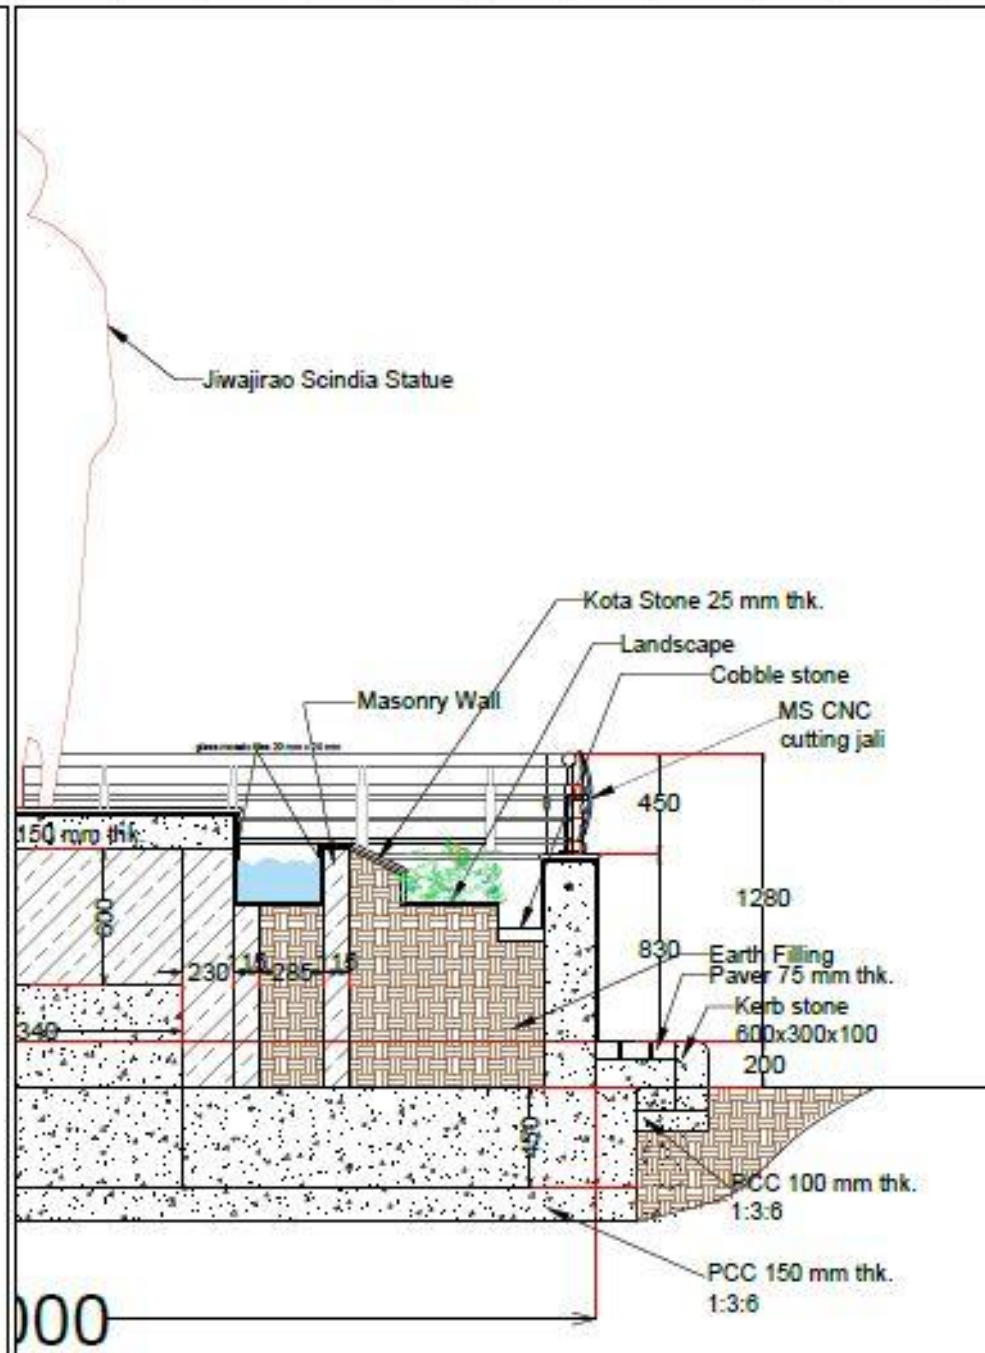 Jiwajirao Scindia Statue
Kota Stone 25 mm thk.
Landscape
Cobble stone
Masonry Wall
MS CNC
cutting jali
450
150 mm thk.
600
1280
830
230
115
285
115
Earth Filling
Paver 75 mm thk.
Kerb stone
600x300x100
340
200
450
PCC 100 mm thk.
1:3:6
PCC 150 mm thk.
1:3:6
000